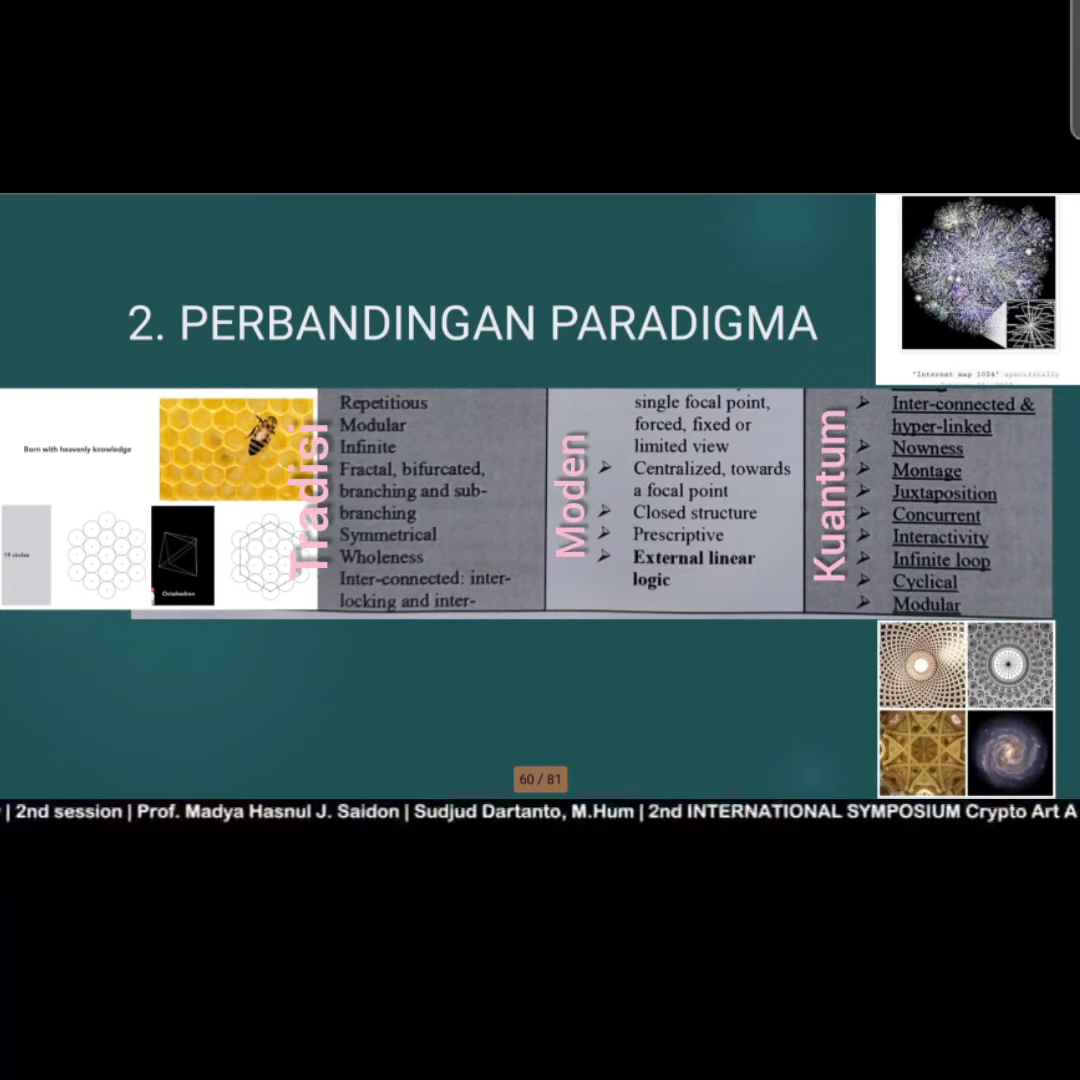 2. PERBANDINGAN PARADIGMA
"Internet map 1024"
Born with heavenly knowledge
19 circles
Octahedron
Tradisi
Repetitious
Modular
Infinite
Fractal, bifurcated,
branching and sub-
branching
Symmetrical
Wholeness
Inter-connected: inter-
locking and inter-
Moden
single focal point,
forced, fixed or
limited view
➢ Centralized, towards
a focal point
➢ Closed structure
➢ Prescriptive
➢ External linear
logic
Kuantum
➢ Inter-connected &
hyper-linked
➢ Nowness
➢ Montage
➢ Juxtaposition
➢ Concurrent
➢ Interactivity
➢ Infinite loop
➢ Cyclical
➢ Modular
60 / 81
| 2nd session | Prof. Madya Hasnul J. Saidon | Sudjud Dartanto, M.Hum | 2nd INTERNATIONAL SYMPOSIUM Crypto Art A